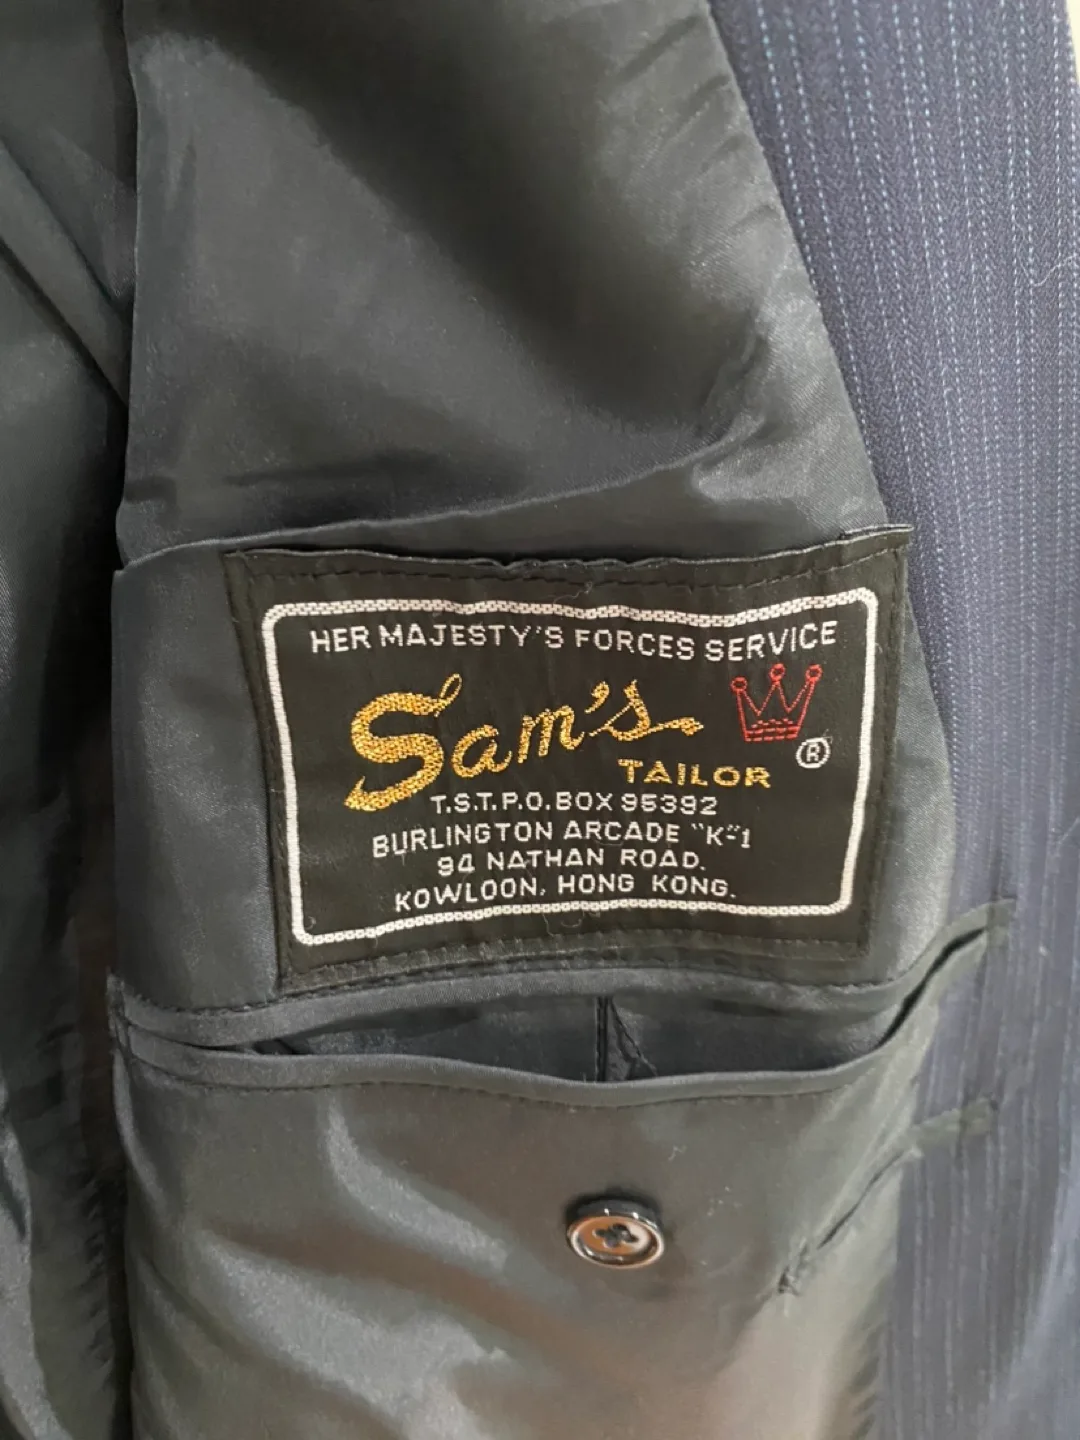 HER MAJESTY'S FORCES SERVICE
Sam's
TAILOR ®
T.S.T.P.O.BOX 95392
BURLINGTON ARCADE "K"-1
94 NATHAN ROAD.
KOWLOON, HONG KONG.